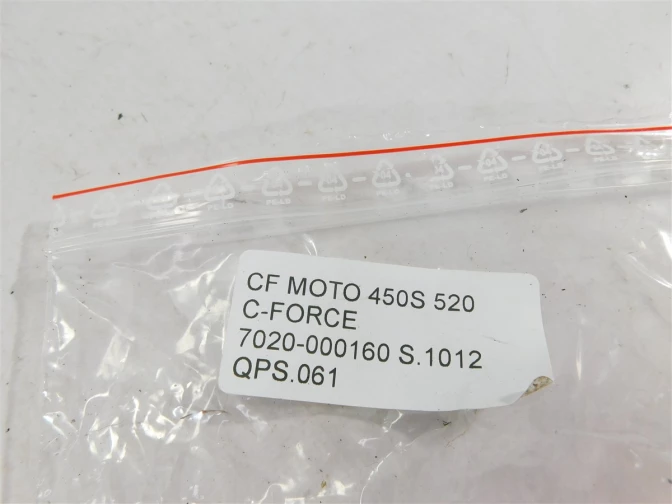 CF MOTO 450S 520
C-FORCE
7020-000160 S.1012
QPS.061